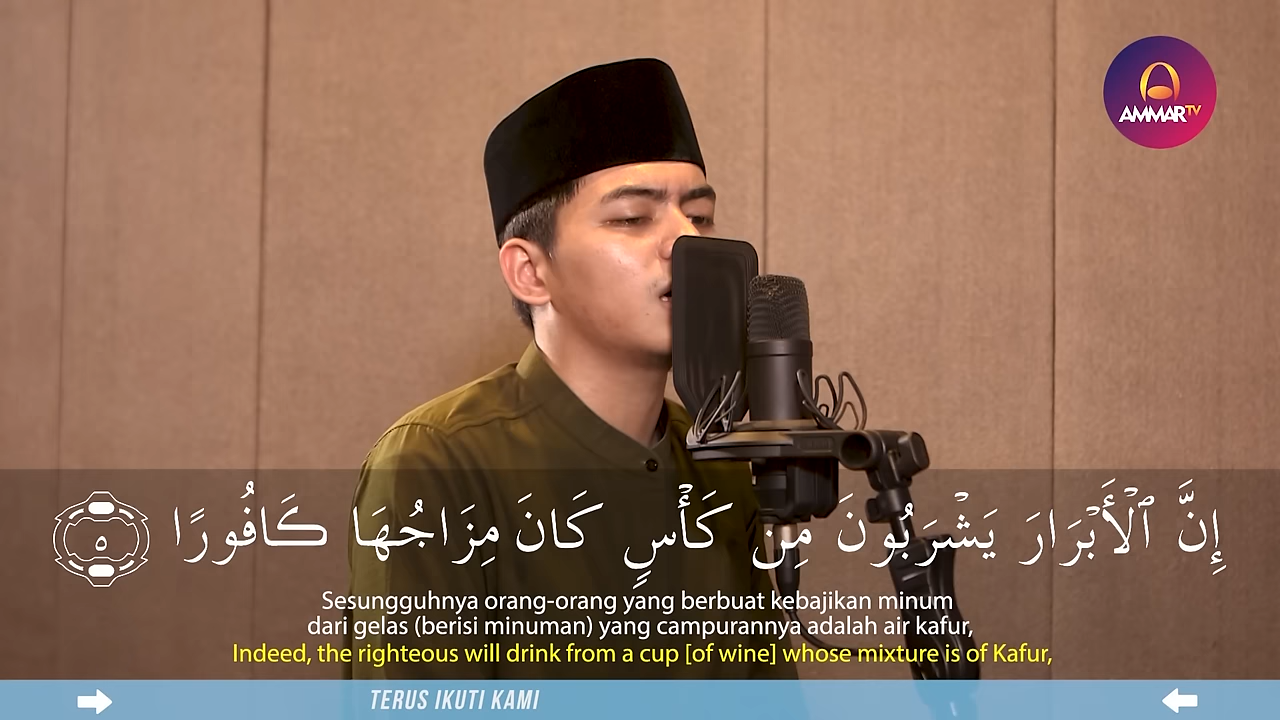 AMMARTV
إِنَّ ٱلْأَبْرَارَ يَشْرَبُونَ مِن كَأْسٍ كَانَ مِزَاجُهَا كَافُورًا ٥
Sesungguhnya orang-orang yang berbuat kebajikan minum
dari gelas (berisi minuman) yang campurannya adalah air kafur,
Indeed, the righteous will drink from a cup [of wine] whose mixture is of Kafur,
TERUS IKUTI KAMI